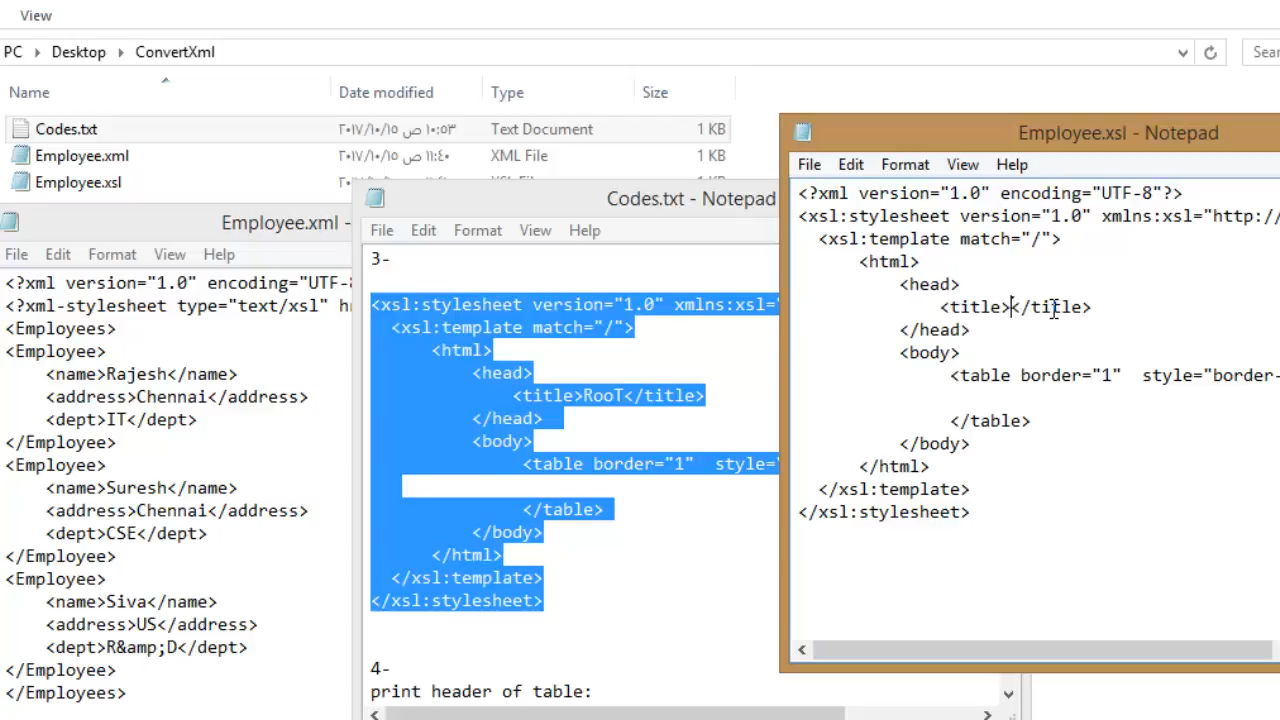 View
PC > Desktop > ConvertXml
Sear
Name Date modified Type Size
Codes.txt ٢٠١٧/١٠/١٥ ص ١٠:٥٣ Text Document 1 KB
Employee.xml ٢٠١٧/١٠/١٥ ص ١١:٤٠ XML File 1 KB
Employee.xsl
Employee.xml -
File Edit Format View Help
<?xml version="1.0" encoding="UTF-8
<?xml-stylesheet type="text/xsl" h
<Employees>
<Employee>
<name>Rajesh</name>
<address>Chennai</address>
<dept>IT</dept>
</Employee>
<Employee>
<name>Suresh</name>
<address>Chennai</address>
<dept>CSE</dept>
</Employee>
<Employee>
<name>Siva</name>
<address>US</address>
<dept>R&amp;D</dept>
</Employee>
</Employees>
Codes.txt - Notepad
File Edit Format View Help
3-
<xsl:stylesheet version="1.0" xmlns:xsl="
<xsl:template match="/">
<html>
<head>
<title>RooT</title>
</head>
<body>
<table border="1" style="
</table>
</body>
</html>
</xsl:template>
</xsl:stylesheet>
4-
print header of table:
Employee.xsl - Notepad
File Edit Format View Help
<?xml version="1.0" encoding="UTF-8"?>
<xsl:stylesheet version="1.0" xmlns:xsl="http://
<xsl:template match="/">
<html>
<head>
<title></title>
</head>
<body>
<table border="1" style="border-
</table>
</body>
</html>
</xsl:template>
</xsl:stylesheet>